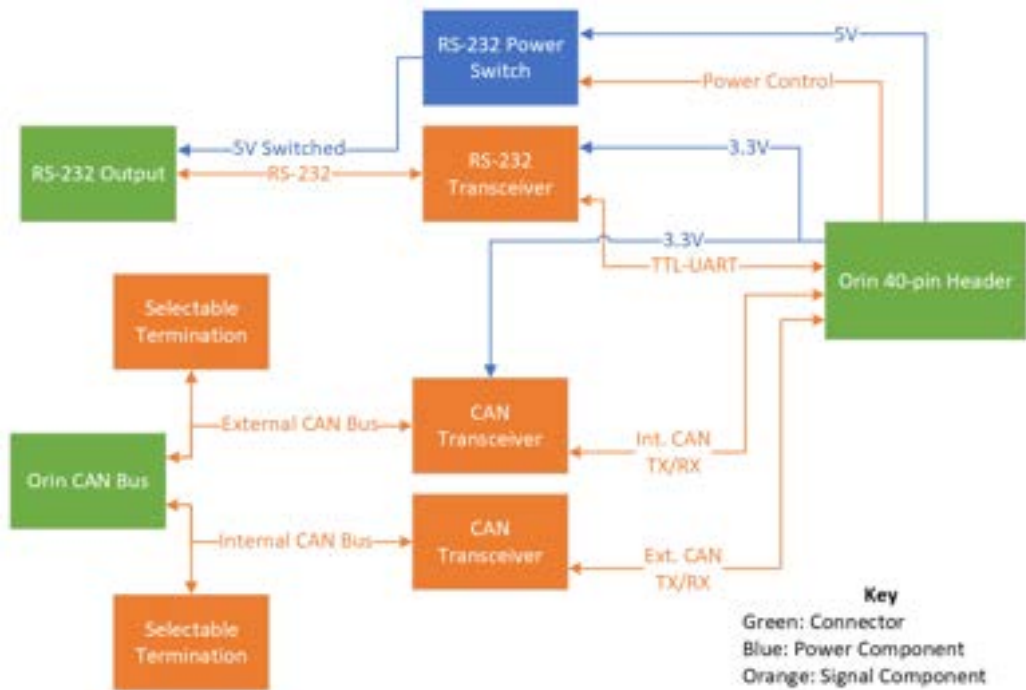 RS-232 Power
Switch
5V
Power Control
5V Switched
RS-232 Output
RS-232
RS-232
Transceiver
3.3V
3.3V
TTL-UART
Orin 40-pin Header
Selectable
Termination
External CAN Bus
CAN
Transceiver
Int. CAN
TX/RX
Orin CAN Bus
Internal CAN Bus
CAN
Transceiver
Ext. CAN
TX/RX
Selectable
Termination
Key
Green: Connector
Blue: Power Component
Orange: Signal Component